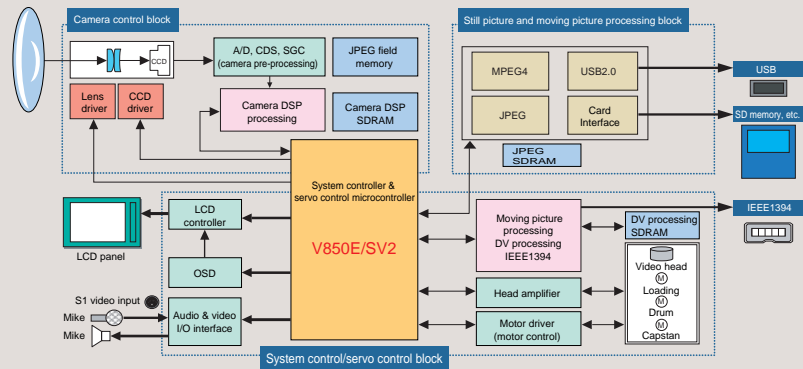 Camera control block
Still picture and moving picture processing block
A/D, CDS, SGC
(camera pre-processing)
JPEG field
memory
CCD
Lens
driver
CCD
driver
Camera DSP
processing
Camera DSP
SDRAM
MPEG4
USB2.0
JPEG
Card
Interface
JPEG
SDRAM
USB
SD memory, etc.
IEEE1394
System controller &
servo control microcontroller
V850E/SV2
LCD panel
LCD
controller
OSD
S1 video input
Mike
Mike
Audio & video
I/O interface
Moving picture
processing
DV processing
IEEE1394
DV processing
SDRAM
Head amplifier
Motor driver
(motor control)
Video head
M
Loading
M
Drum
M
Capstan
System control/servo control block